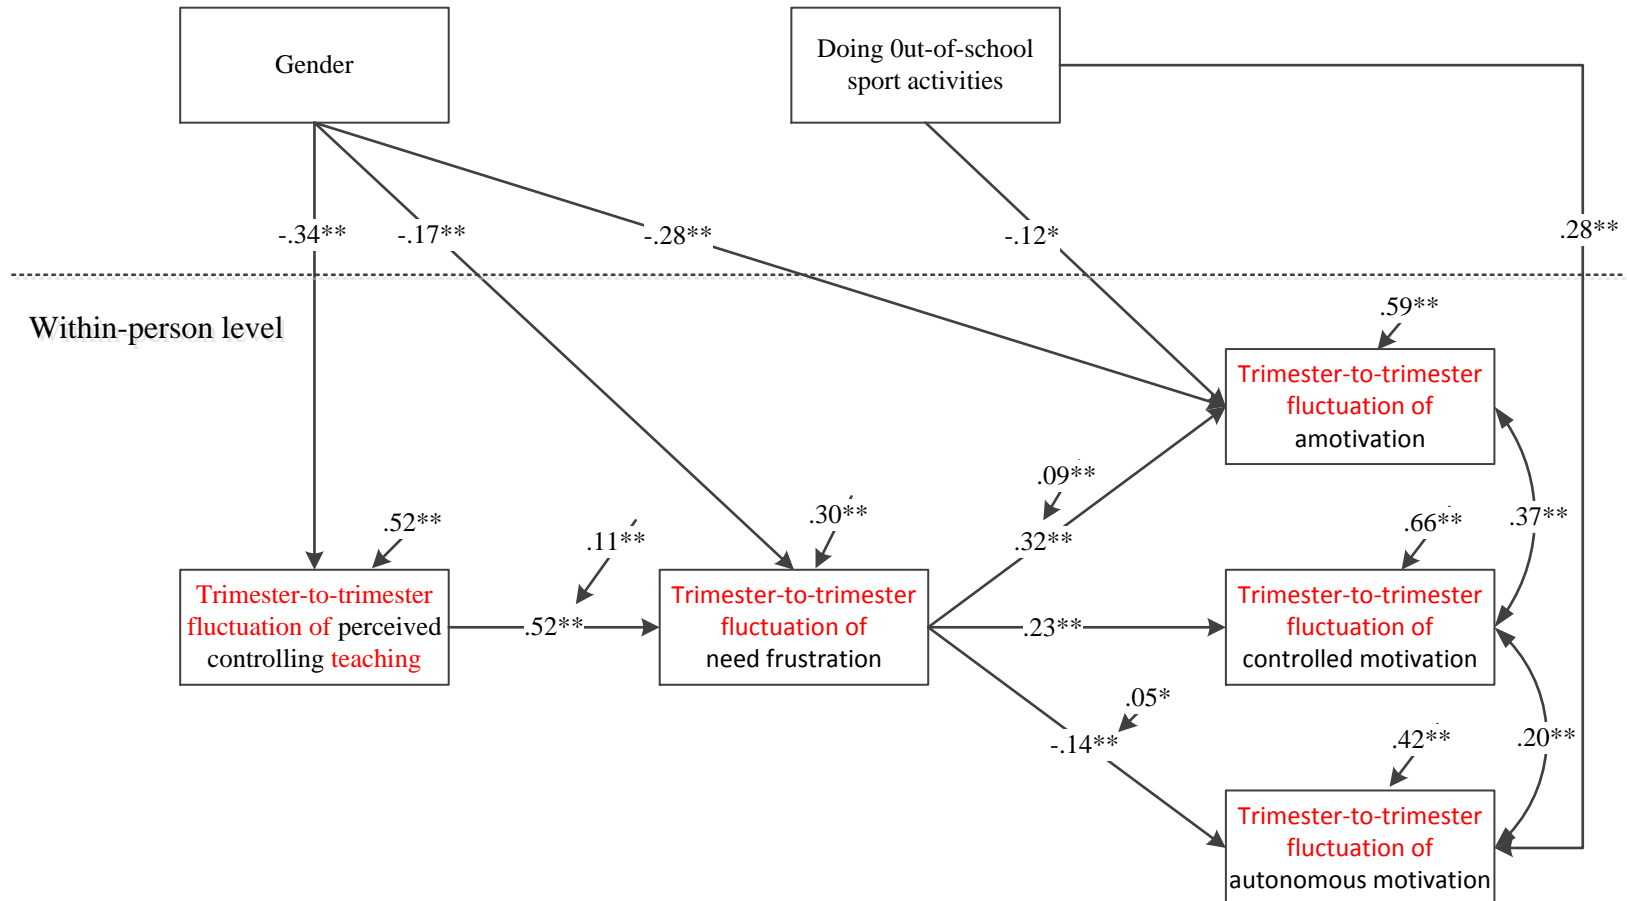 Gender
Doing 0ut-of-school
sport activities
-.34**
-.17**
-.28**
-.12*
.28**
Within-person level
.59**
Trimester-to-trimester
fluctuation of
amotivation
.09**
.52**
.11**
.30**
.32**
.66**
.37**
Trimester-to-trimester
fluctuation of perceived
controlling teaching
.52**
Trimester-to-trimester
fluctuation of
need frustration
.23**
Trimester-to-trimester
fluctuation of
controlled motivation
.05*
-.14**
.42**
.20**
Trimester-to-trimester
fluctuation of
autonomous motivation